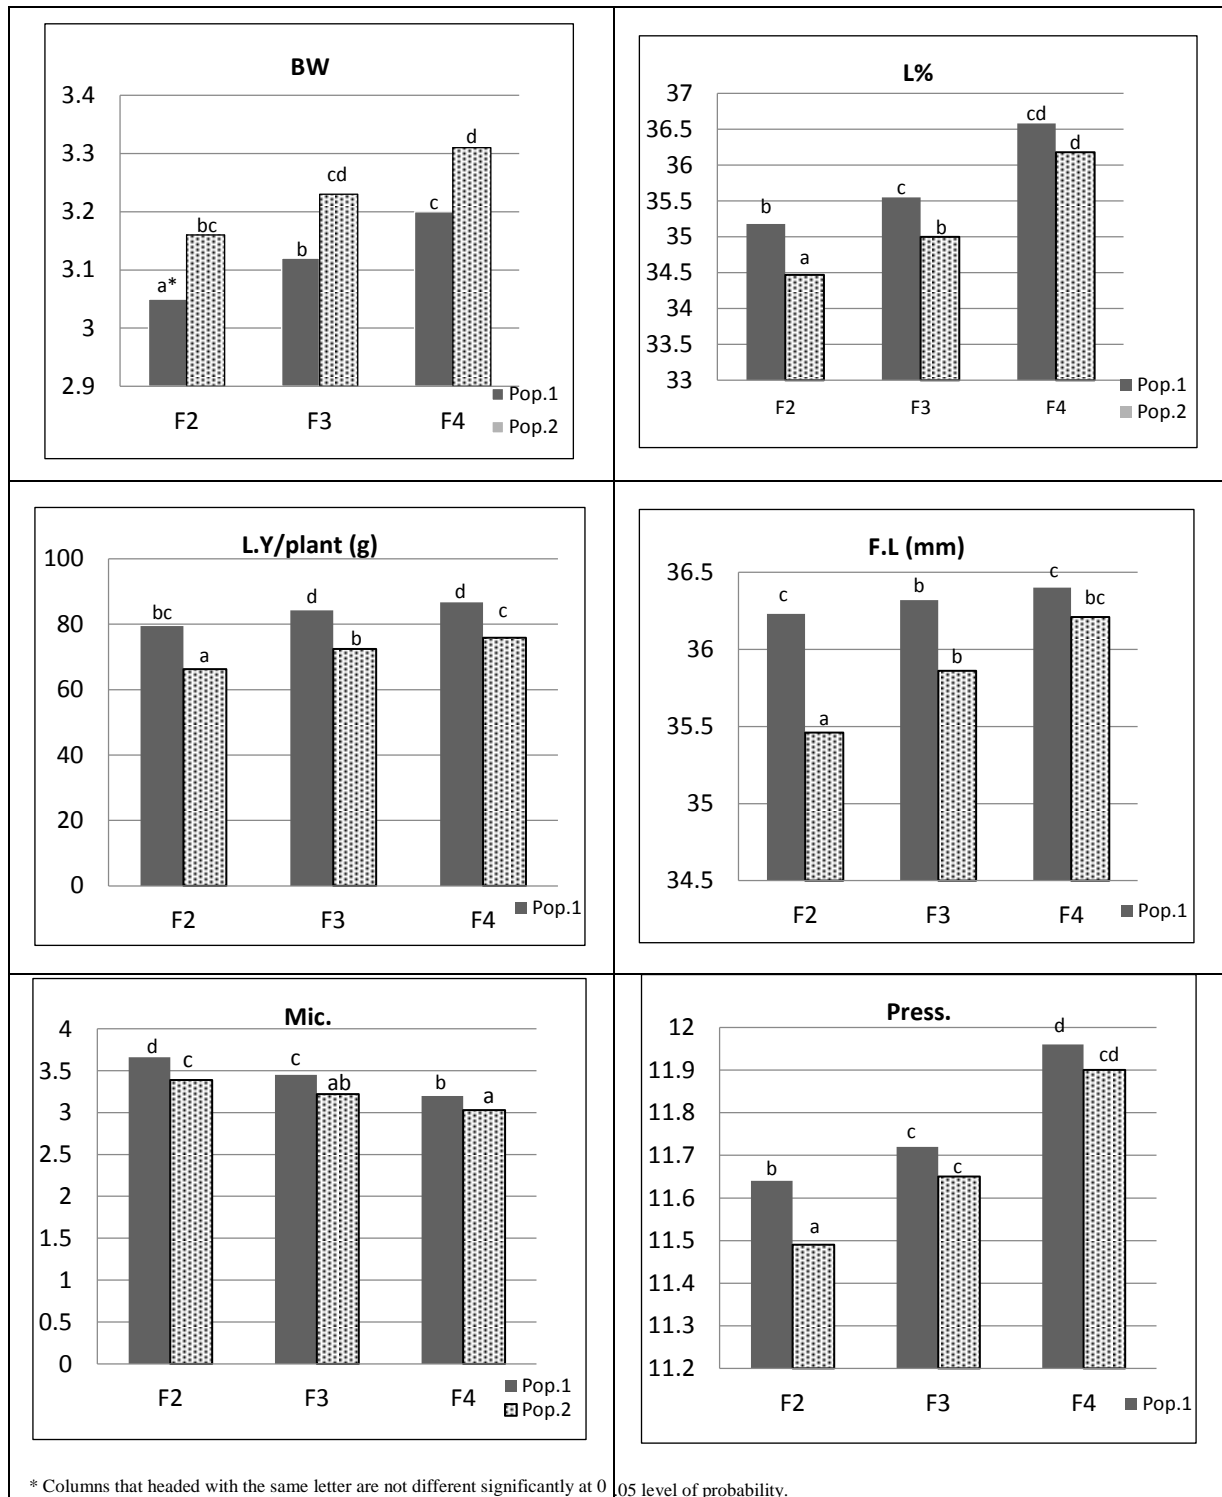 BW
3.4
3.3
3.2
3.1
3
2.9
a*
bc
b
cd
c
d
F2 F3 F4
Pop.1
Pop.2
L%
37
36.5
36
35.5
35
34.5
34
33.5
33
b
a
c
b
cd
d
F2 F3 F4
Pop.1
Pop.2
L.Y/plant (g)
100
80
60
40
20
0
bc
a
d
b
d
c
F2 F3 F4
Pop.1
F.L (mm)
36.5
36
35.5
35
34.5
c
a
b
b
c
bc
F2 F3 F4
Pop.1
Mic.
4
3.5
3
2.5
2
1.5
1
0.5
0
d
c
c
ab
b
a
F2 F3 F4
Pop.1
Pop.2
Press.
12
11.9
11.8
11.7
11.6
11.5
11.4
11.3
11.2
b
a
c
c
d
cd
F2 F3 F4
Pop.1
* Columns that headed with the same letter are not different significantly at 0 .05 level of probability.